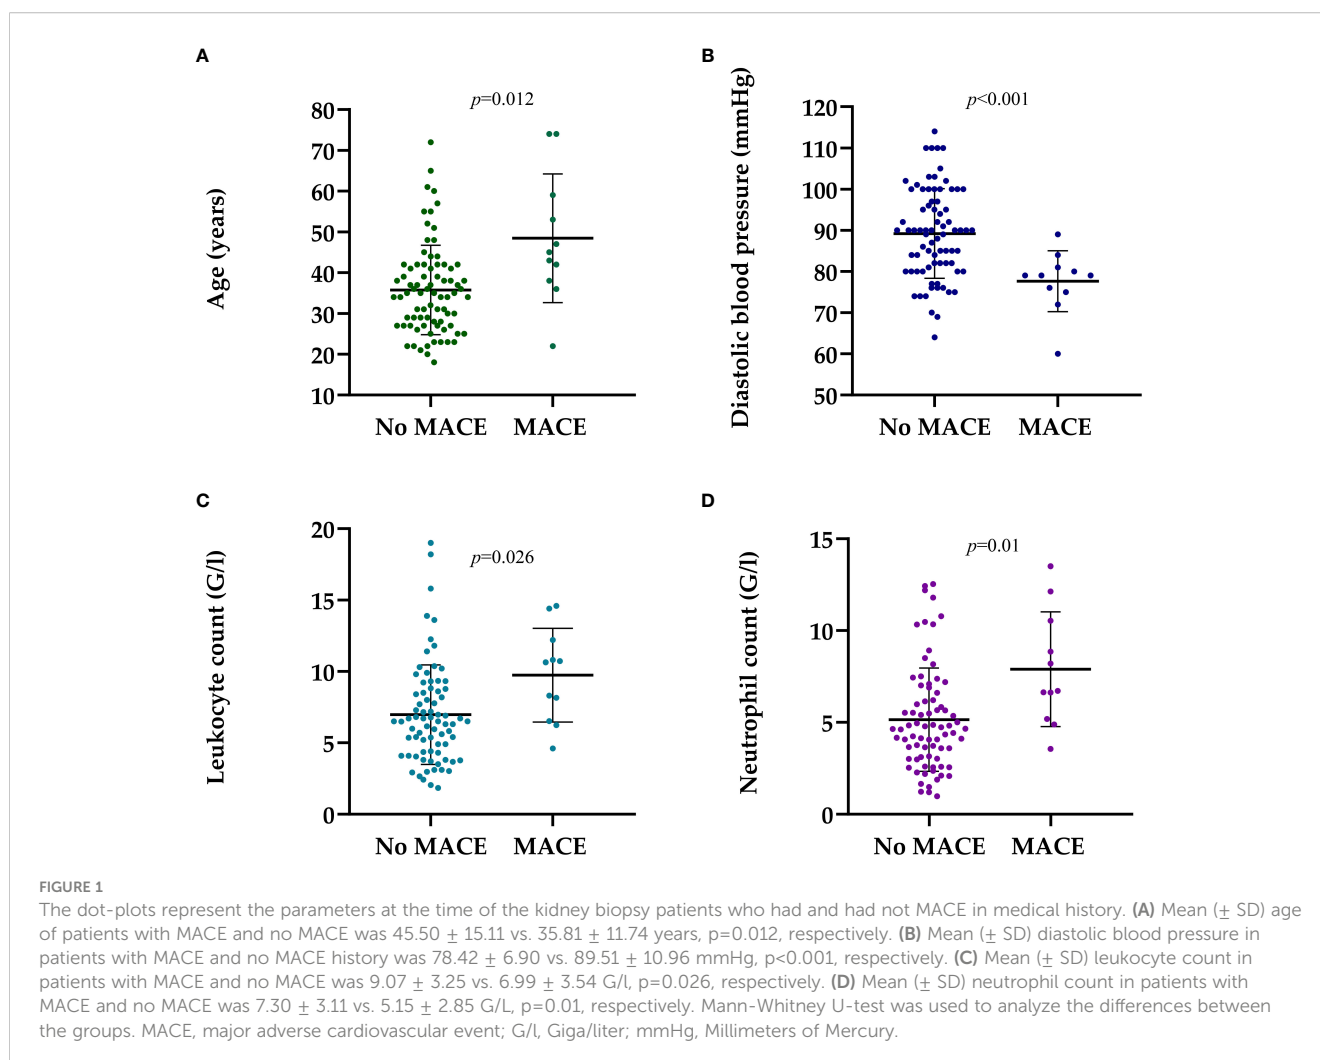 A
p=0.012
Age (years)
80
70
60
50
40
30
20
10
No MACE MACE
B
p<0.001
Diastolic blood pressure (mmHg)
120
110
100
90
80
70
60
50
No MACE MACE
C
p=0.026
Leukocyte count (G/l)
20
15
10
5
0
No MACE MACE
D
p=0.01
Neutrophil count (G/l)
15
10
5
0
No MACE MACE
FIGURE 1
The dot-plots represent the parameters at the time of the kidney biopsy patients who had and had not MACE in medical history. (A) Mean (± SD) age
of patients with MACE and no MACE was 45.50 ± 15.11 vs. 35.81 ± 11.74 years, p=0.012, respectively. (B) Mean (± SD) diastolic blood pressure in
patients with MACE and no MACE history was 78.42 ± 6.90 vs. 89.51 ± 10.96 mmHg, p<0.001, respectively. (C) Mean (± SD) leukocyte count in
patients with MACE and no MACE was 9.07 ± 3.25 vs. 6.99 ± 3.54 G/l, p=0.026, respectively. (D) Mean (± SD) neutrophil count in patients with
MACE and no MACE was 7.30 ± 3.11 vs. 5.15 ± 2.85 G/L, p=0.01, respectively. Mann-Whitney U-test was used to analyze the differences between
the groups. MACE, major adverse cardiovascular event; G/l, Giga/liter; mmHg, Millimeters of Mercury.